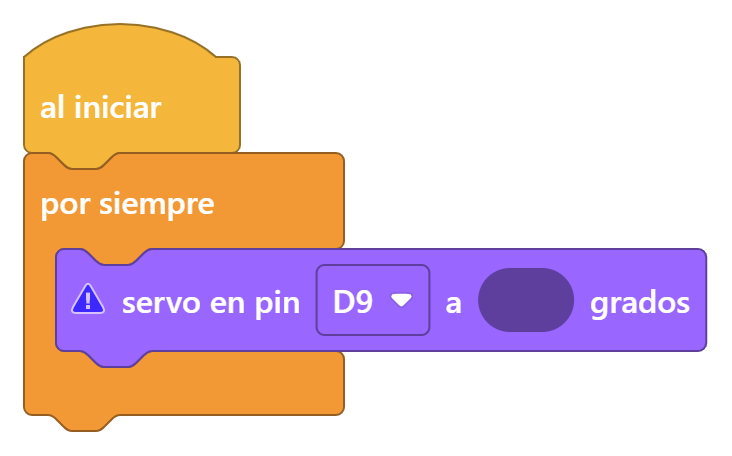 al iniciar
por siempre
servo en pin D9 a grados